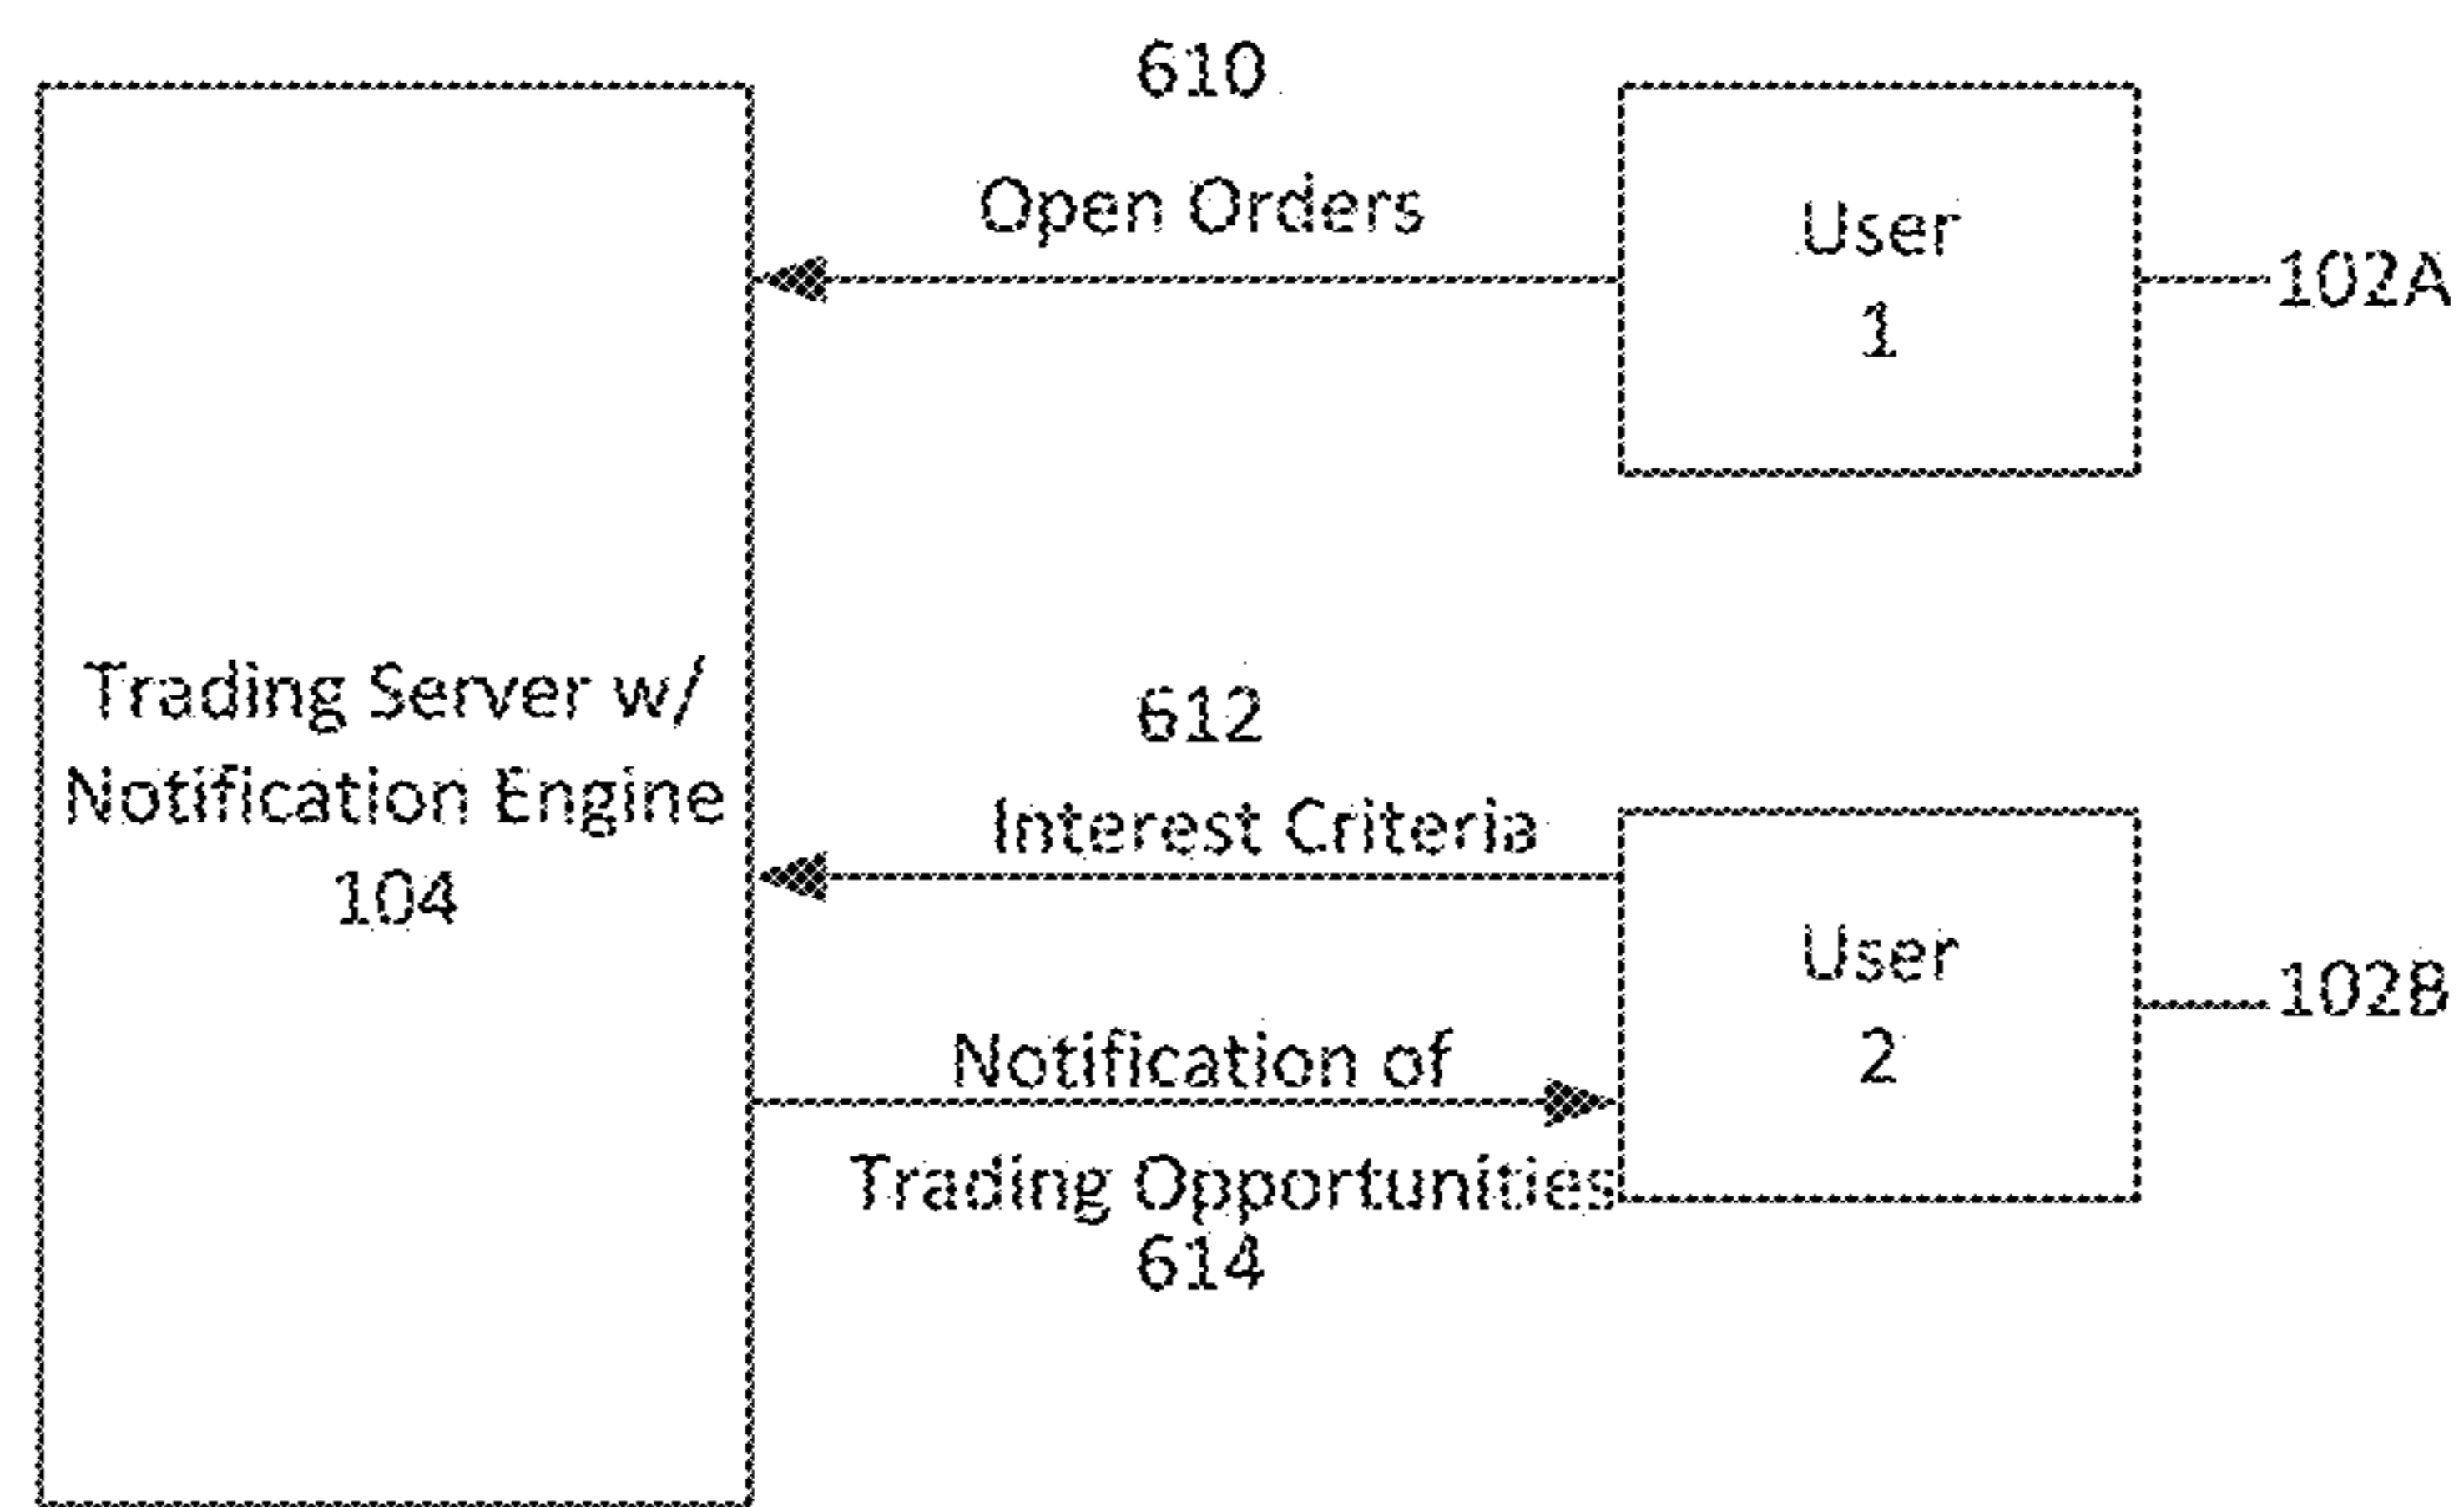 610
Open Orders
User
1
102A
Trading Server w/
Notification Engine
104
612
Interest Criteria
User
2
102B
Notification of
Trading Opportunities
614